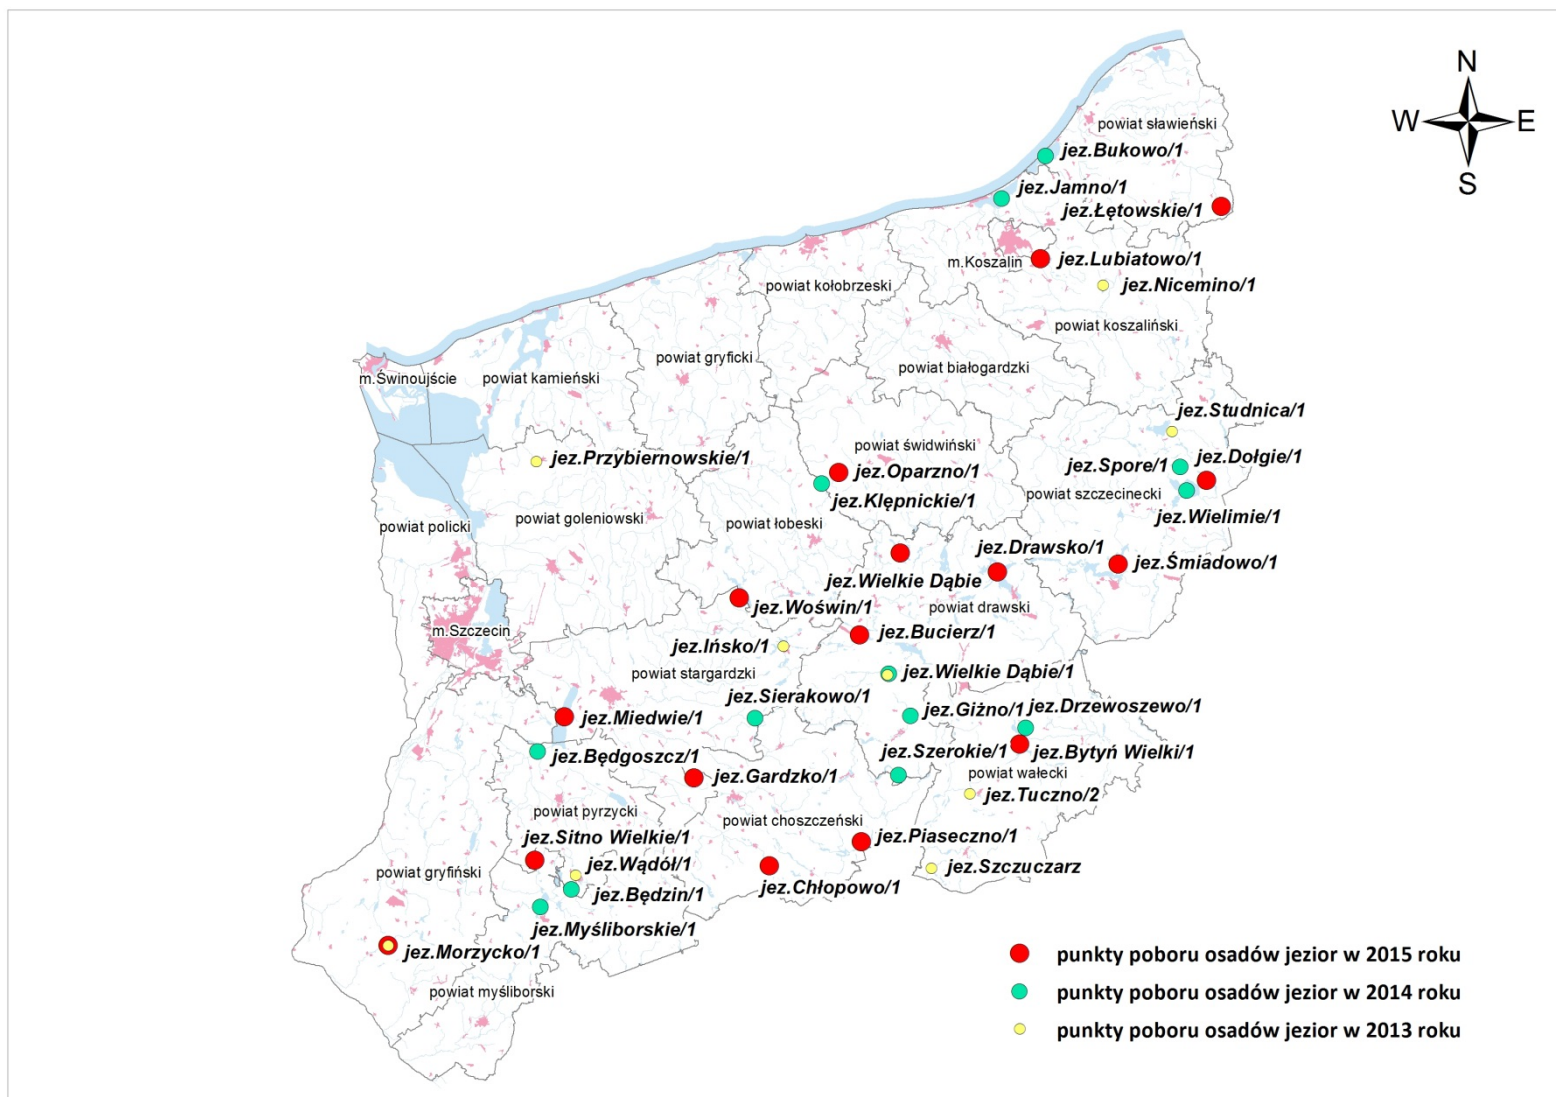 N
W
E
S
powiat sławieński
jez.Bukowo/1
jez.Jamno/1
jez.Łętowskie/1
m.Koszalin
jez.Lubiatowo/1
powiat kołobrzeski
jez.Nicemino/1
powiat koszaliński
powiat gryficki
powiat białogardzki
m.Świnoujście
powiat kamieński
jez.Studnica/1
powiat świdwiński
jez.Przybiernowskie/1
jez.Oparzno/1
jez.Spore/1
jez.Dołgie/1
powiat szczecinecki
jez.Klępnickie/1
jez.Wielimie/1
powiat policki
powiat goleniowski
powiat łobeski
jez.Drawsko/1
jez.Śmiadowo/1
jez.Wielkie Dąbie
jez.Woświn/1
powiat drawski
m.Szczecin
jez.Bucierz/1
jez.Ińsko/1
powiat stargardzki
jez.Wielkie Dąbie/1
jez.Sierakowo/1
jez.Miedwie/1
jez.Giżno/1
jez.Drzewoszewo/1
jez.Będgoszcz/1
jez.Szerokie/1
jez.Bytyń Wielki/1
jez.Gardzko/1
powiat wałecki
jez.Tuczno/2
powiat pyrzycki
powiat choszczeński
jez.Sitno Wielkie/1
jez.Piaseczno/1
jez.Wądół/1
jez.Szczuczarz
powiat gryfiński
jez.Będzin/1
jez.Chłopowo/1
jez.Myśliborskie/1
jez.Morzycko/1
powiat myśliborski
punkty poboru osadów jezior w 2015 roku
punkty poboru osadów jezior w 2014 roku
punkty poboru osadów jezior w 2013 roku